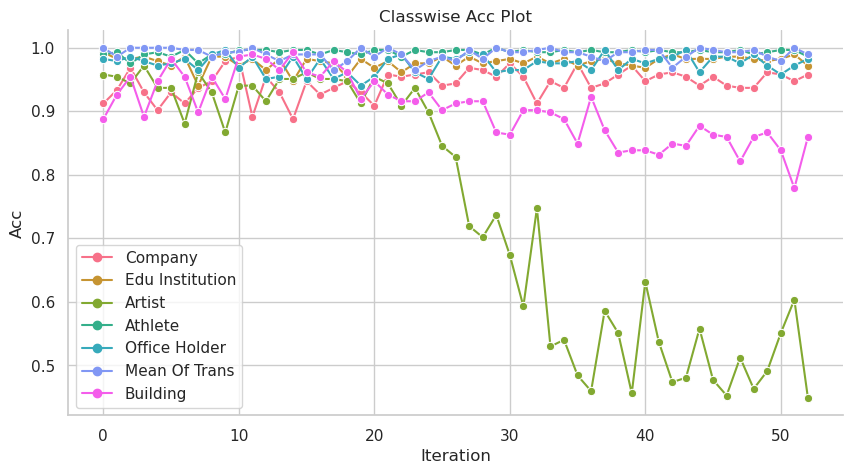 Classwise Acc Plot
1.0
0.9
0.8
0.7
0.6
0.5
Acc
Company
Edu Institution
Artist
Athlete
Office Holder
Mean Of Trans
Building
0 10 20 30 40 50
Iteration